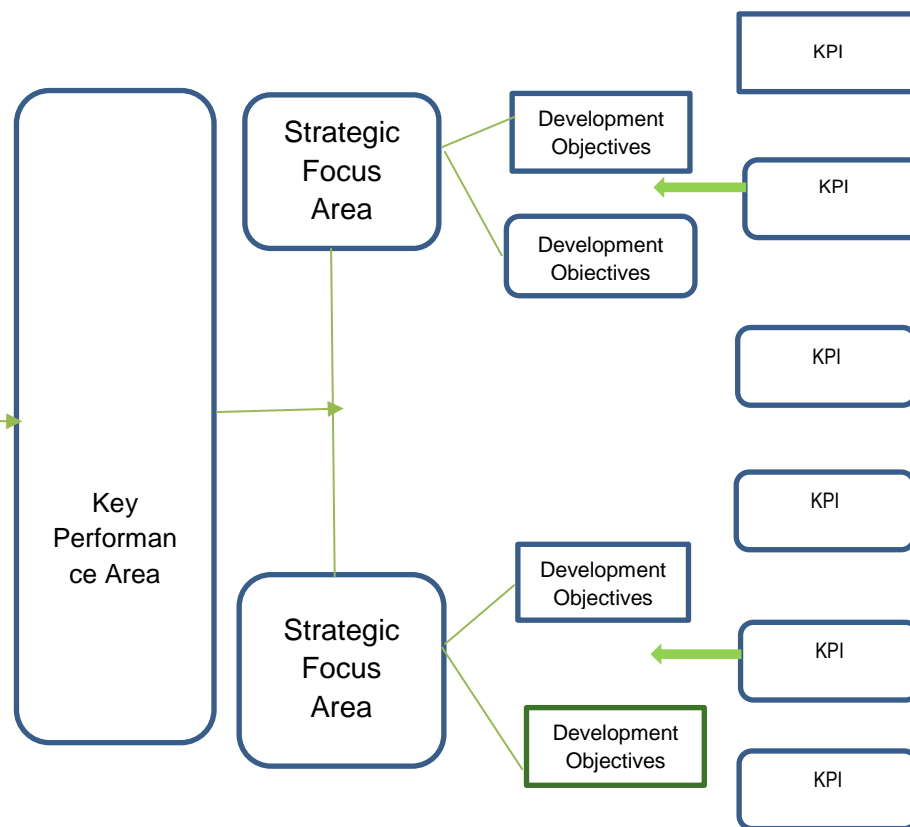 KPI
Strategic
Focus
Area
Development
Objectives
KPI
Development
Obiectives
KPI
Key
Performan
ce Area
KPI
Strategic
Focus
Area
Development
Objectives
KPI
Development
Objectives
KPI